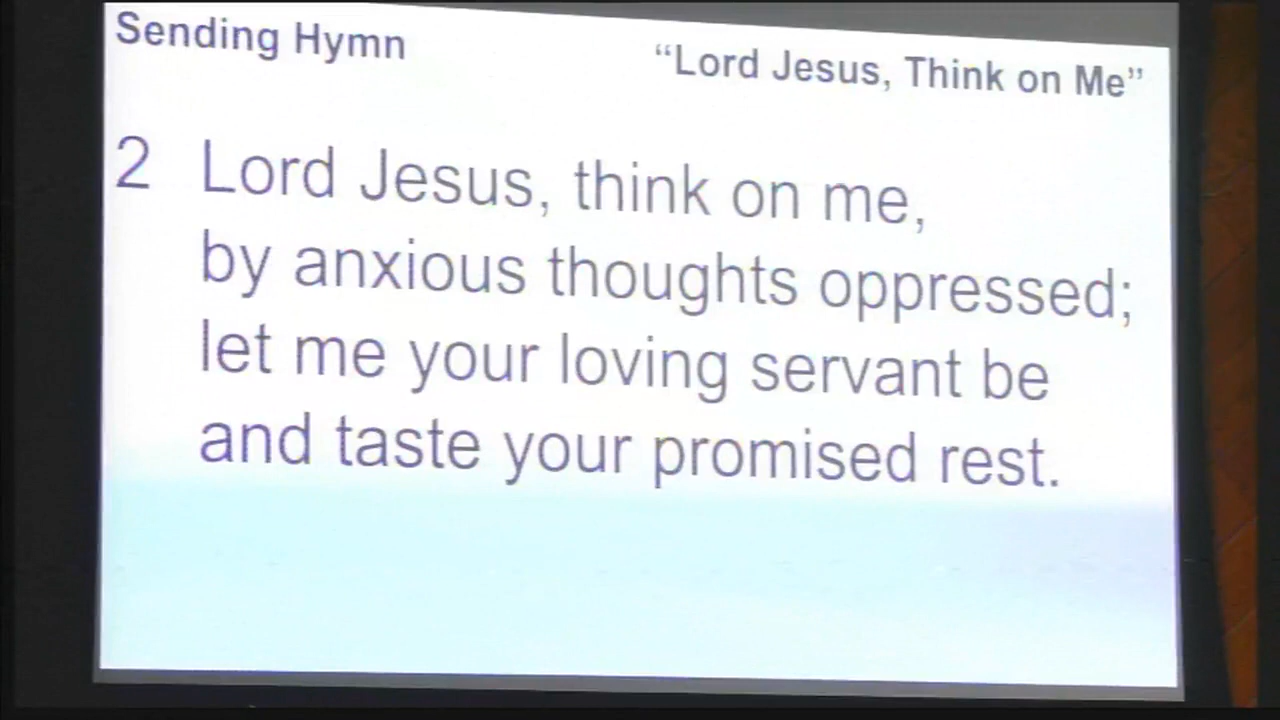 Sending Hymn
“Lord Jesus, Think on Me”
2 Lord Jesus, think on me,
by anxious thoughts oppressed;
let me your loving servant be
and taste your promised rest.